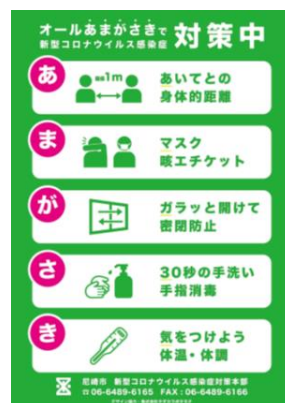 オールあまがさきで
新型コロナウイルス感染症
対策中
あ
最低1m
あいてとの
身体的距離
ま
マスク
咳エチケット
が
ガラッと開けて
密閉防止
さ
30秒の手洗い
手指消毒
き
気をつけよう
体温・体調
尼崎市 新型コロナウイルス感染症対策本部
☎06-6489-6165 FAX:06-6489-6166